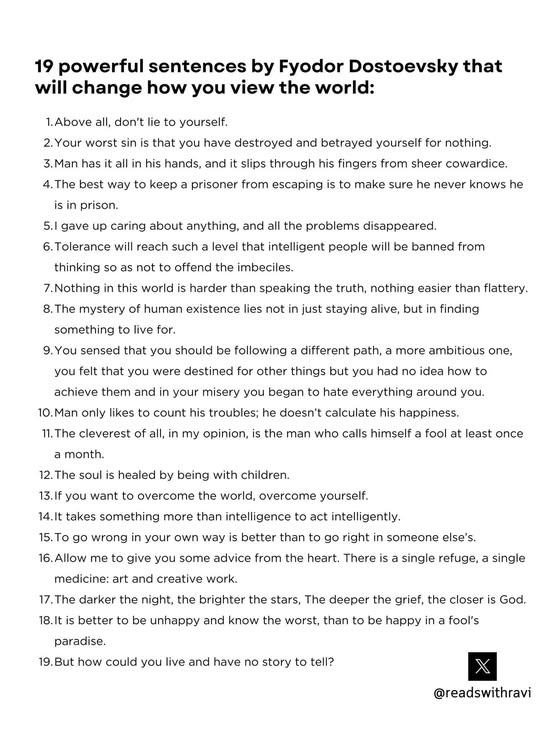 19 powerful sentences by Fyodor Dostoevsky that
will change how you view the world:
1. Above all, don't lie to yourself.
2. Your worst sin is that you have destroyed and betrayed yourself for nothing.
3. Man has it all in his hands, and it slips through his fingers from sheer cowardice.
4. The best way to keep a prisoner from escaping is to make sure he never knows he
is in prison.
5. I gave up caring about anything, and all the problems disappeared.
6. Tolerance will reach such a level that intelligent people will be banned from
thinking so as not to offend the imbeciles.
7. Nothing in this world is harder than speaking the truth, nothing easier than flattery.
8. The mystery of human existence lies not in just staying alive, but in finding
something to live for.
9. You sensed that you should be following a different path, a more ambitious one,
you felt that you were destined for other things but you had no idea how to
achieve them and in your misery you began to hate everything around you.
10. Man only likes to count his troubles; he doesn't calculate his happiness.
11. The cleverest of all, in my opinion, is the man who calls himself a fool at least once
a month.
12. The soul is healed by being with children.
13. If you want to overcome the world, overcome yourself.
14. It takes something more than intelligence to act intelligently.
15. To go wrong in your own way is better than to go right in someone else's.
16. Allow me to give you some advice from the heart. There is a single refuge, a single
medicine: art and creative work.
17. The darker the night, the brighter the stars, The deeper the grief, the closer is God.
18. It is better to be unhappy and know the worst, than to be happy in a fool's
paradise.
19. But how could you live and have no story to tell?
X
@readswithravi